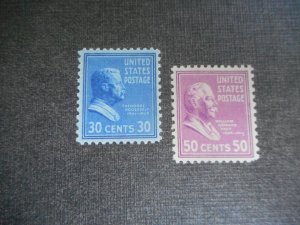 UNITED
STATES
POSTAGE
THEODORE
ROOSEVELT
30 CENTS 30
UNITED
STATES
POSTAGE
WILLIAM
HOWARD
TAFT
50 CENTS 50